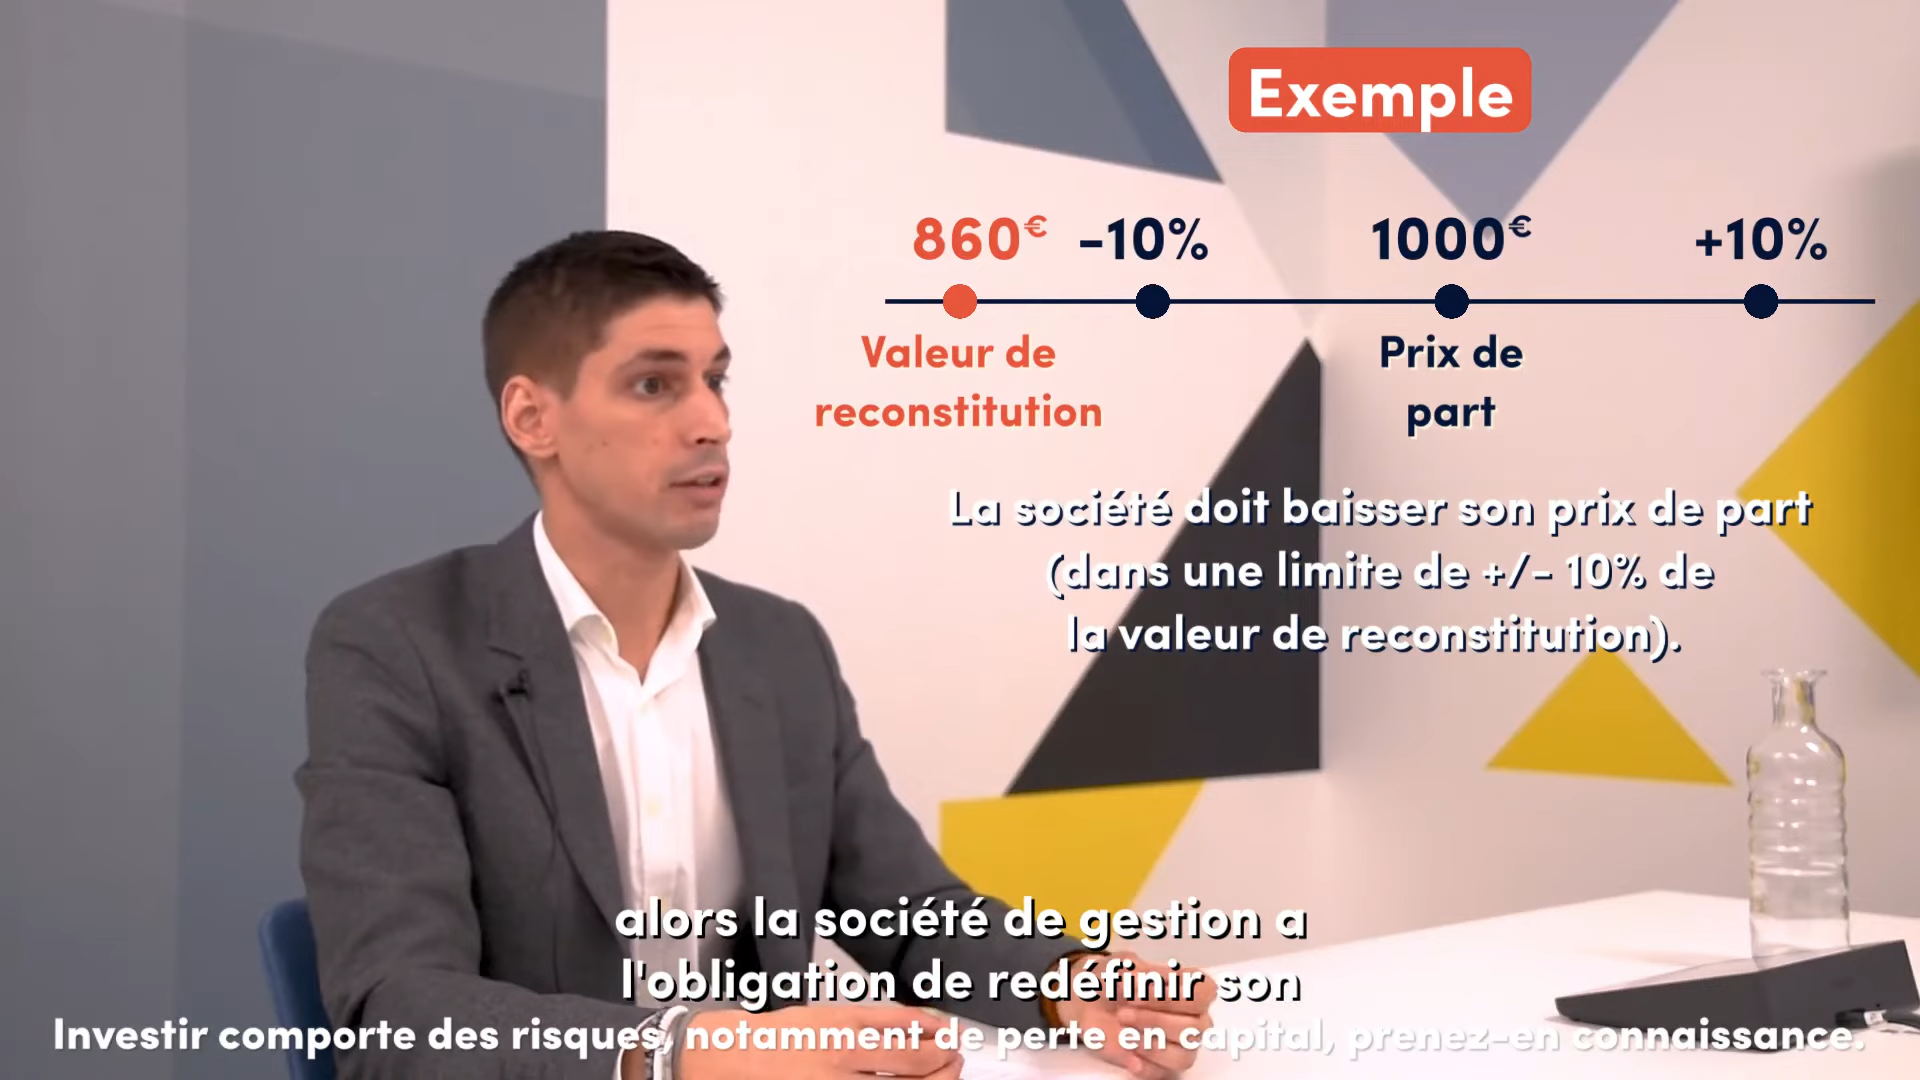 Exemple
860€ -10% 1000€ +10%
Valeur de
reconstitution
Prix de
part
La société doit baisser son prix de part
(dans une limite de +/- 10% de
la valeur de reconstitution).
alors la société de gestion a
l'obligation de redéfinir son
Investir comporte des risques, notamment de perte en capital, prenez-en connaissance.